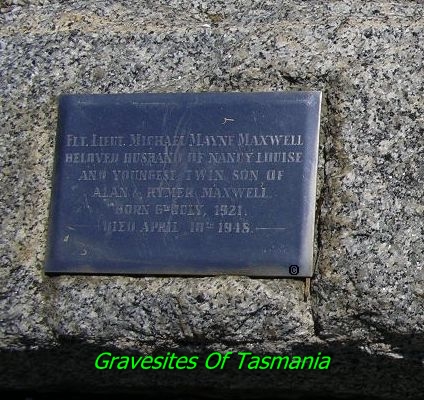 FLT. LIEUT. MICHAEL MAYNE MAXWELL
BELOVED HUSBAND OF NANCY LOUISE
AND YOUNGEST TWIN SON OF
ALAN & RYMER MAXWELL
BORN 6TH JULY, 1921.
DIED APRIL 10TH 1948.
Gravesites Of Tasmania